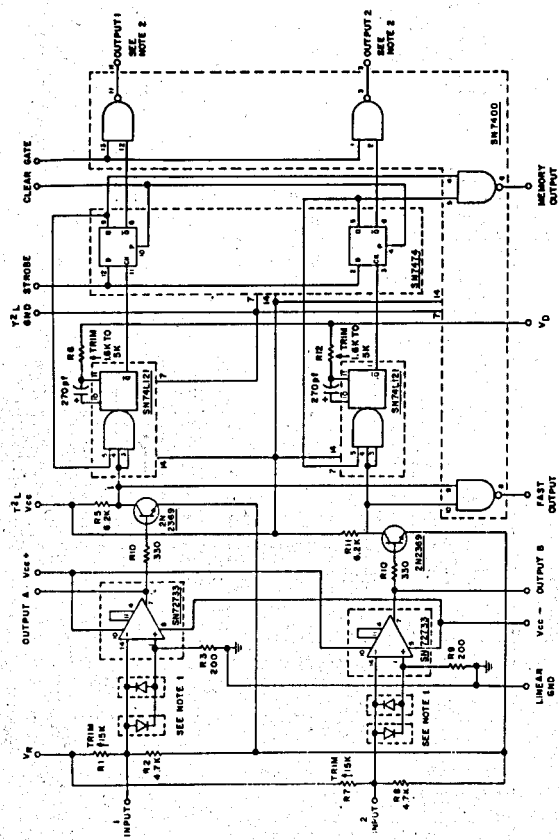 VR
OUTPUT A
Vcc+
T²L
Vcc
T²L
GND
STROBE
CLEAR
GATE
TRIM
R1
15K
R2
4.7K
SEE NOTE 1
R3
200
SN72733
R10
330
R5
6.2K
2N
2369
270pf
R6
TRIM
1.6K TO
5K
SN74L121
OUTPUT 1
SEE
NOTE 2
INPUT
1
TRIM
R7
15K
R8
4.7K
SEE NOTE 1
R9
200
SN72733
R10
330
R11
6.2K
2N2369
270pf
R12
TRIM
1.6K TO
5K
SN74L121
SN7474
OUTPUT 2
SEE
NOTE 2
SN7400
INPUT
2
LINEAR
GND
Vcc-
OUTPUT B
FAST
OUTPUT
VD
MEMORY
OUTPUT